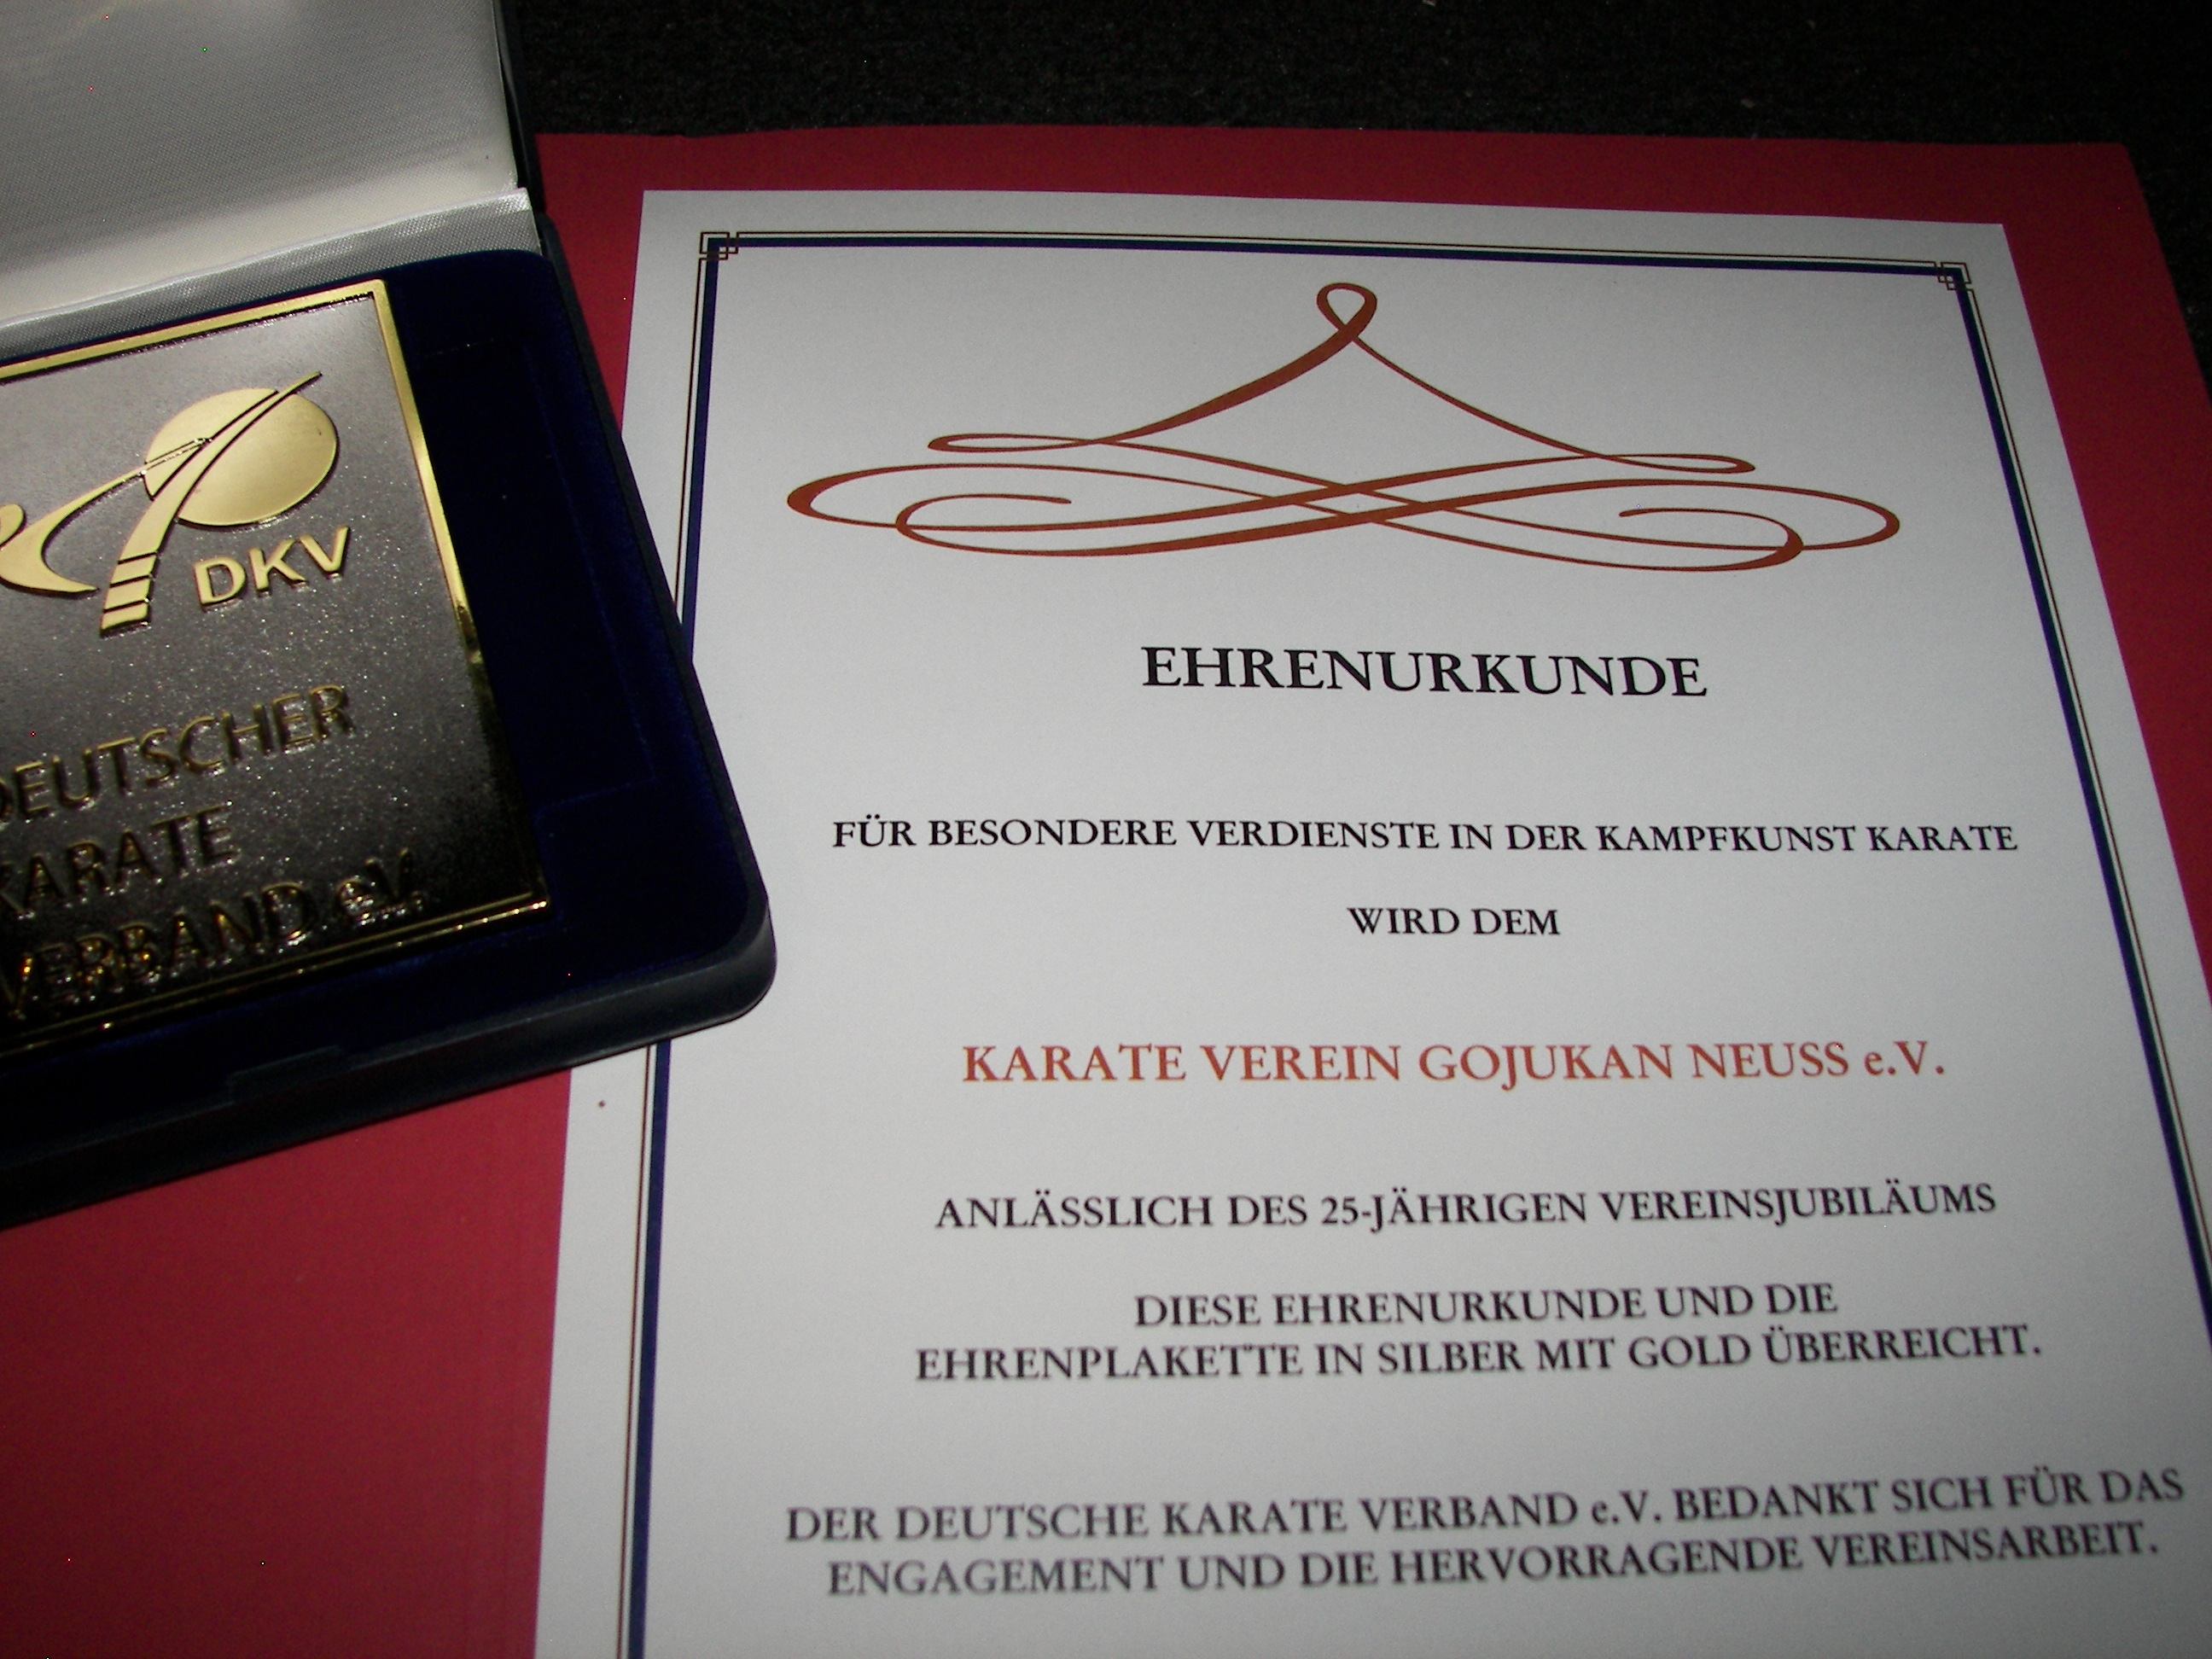 DKV
DEUTSCHER
KARATE
VERBAND e.V.
EHRENURKUNDE
FÜR BESONDERE VERDIENSTE IN DER KAMPFKUNST KARATE
WIRD DEM
KARATE VEREIN GOJUKAN NEUSS e.V.
ANLÄSSLICH DES 25-JÄHRIGEN VEREINSJUBILÄUMS
DIESE EHRENURKUNDE UND DIE
EHRENPLAKETTE IN SILBER MIT GOLD ÜBERREICHT.
DER DEUTSCHE KARATE VERBAND e.V. BEDANKT SICH FÜR DAS
ENGAGEMENT UND DIE HERVORRAGENDE VEREINSARBEIT.